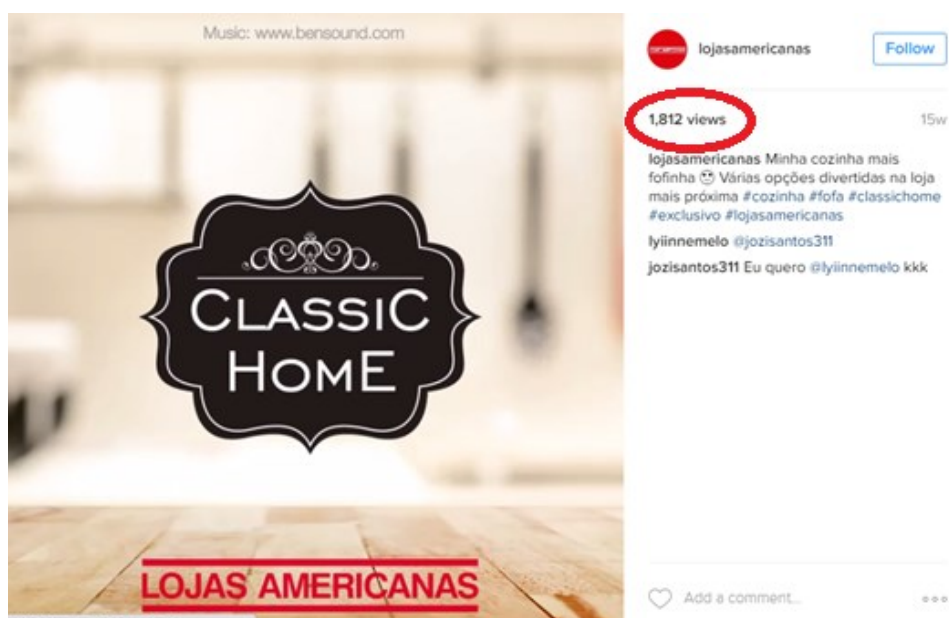 Music: www.bensound.com
CLASSIC
HOME
LOJAS AMERICANAS
lojasamericanas
Follow
1,812 views
15w
lojasamericanas Minha cozinha mais
fofinha Várias opções divertidas na loja
mais próxima #cozinha #fofa #classichome
#exclusivo #lojasamericanas
lyiinnemelo @jozisantos311
jozisantos311 Eu quero @lyiinnemelo kkk
Add a comment...